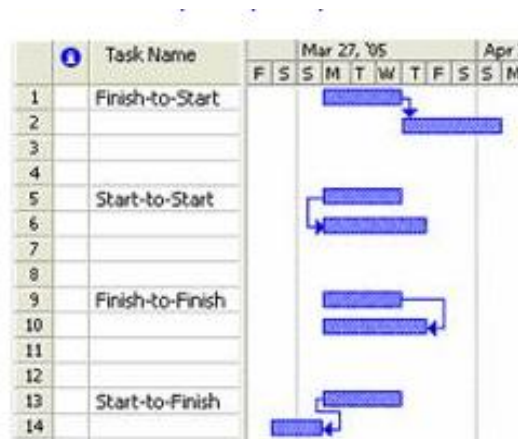 Task Name Mar 27, '05 Apr
F S S M T W T F S S M
1 Finish-to-Start
2
3
4
5 Start-to-Start
6
7
8
9 Finish-to-Finish
10
11
12
13 Start-to-Finish
14